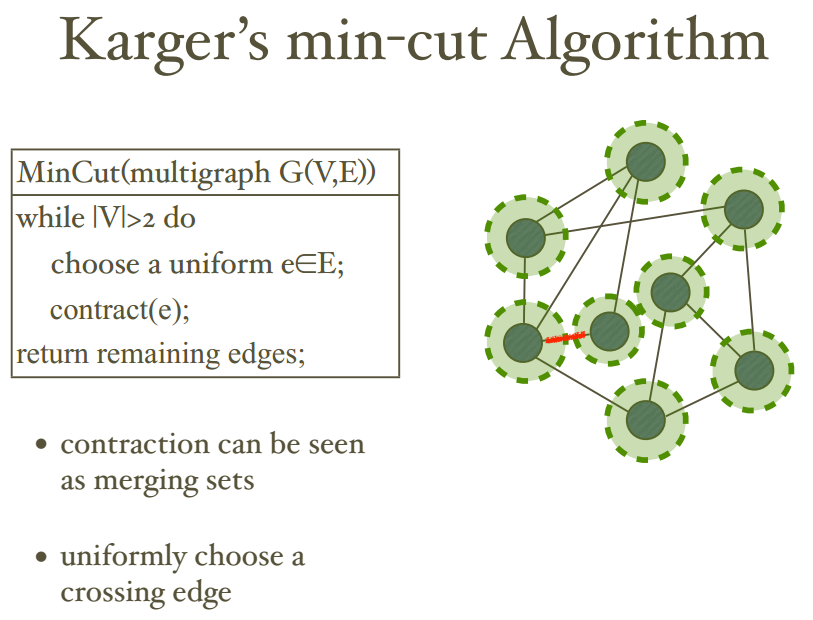 Karger’s min-cut Algorithm
MinCut(multigraph G(V,E))
while |V|>2 do
choose a uniform e∈E;
contract(e);
return remaining edges;
• contraction can be seen
as merging sets
• uniformly choose a
crossing edge